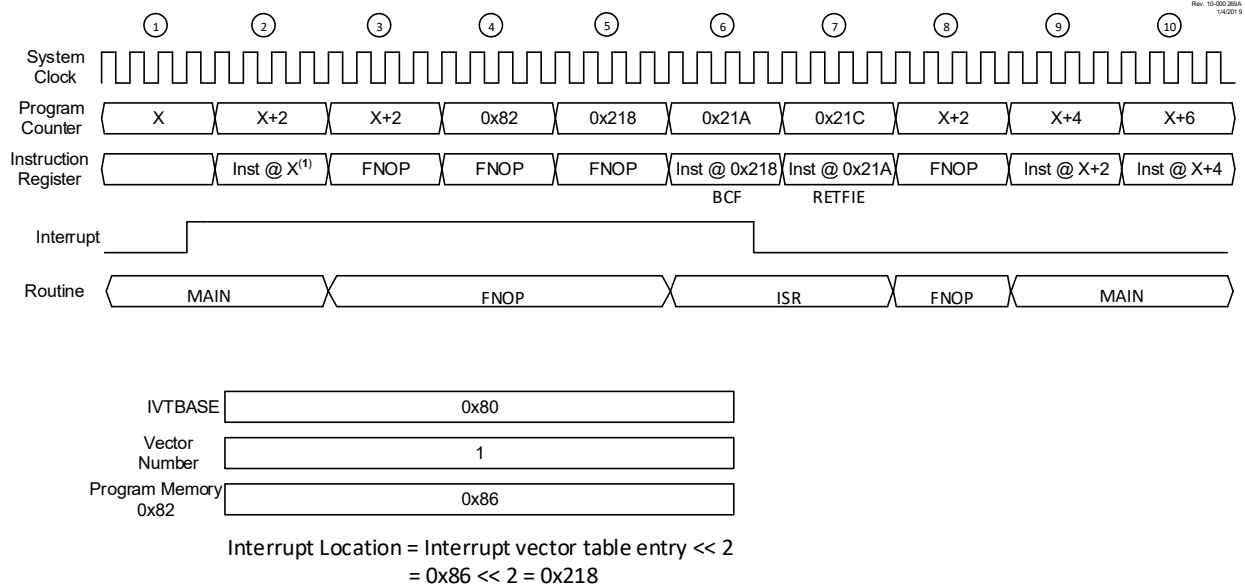 Rev. 10-000 269A
1/4/2019
1 2 3 4 5 6 7 8 9 10
System
Clock
Program
Counter
X X+2 X+2 0x82 0x218 0x21A 0x21C X+2 X+4 X+6
Instruction
Register
Inst @ X(1) FNOP FNOP FNOP Inst @ 0x218 Inst @ 0x21A FNOP Inst @ X+2 Inst @ X+4
BCF RETFIE
Interrupt
Routine
MAIN FNOP ISR FNOP MAIN
IVTBASE 0x80
Vector
Number
1
Program Memory
0x82
0x86
Interrupt Location = Interrupt vector table entry << 2
= 0x86 << 2 = 0x218